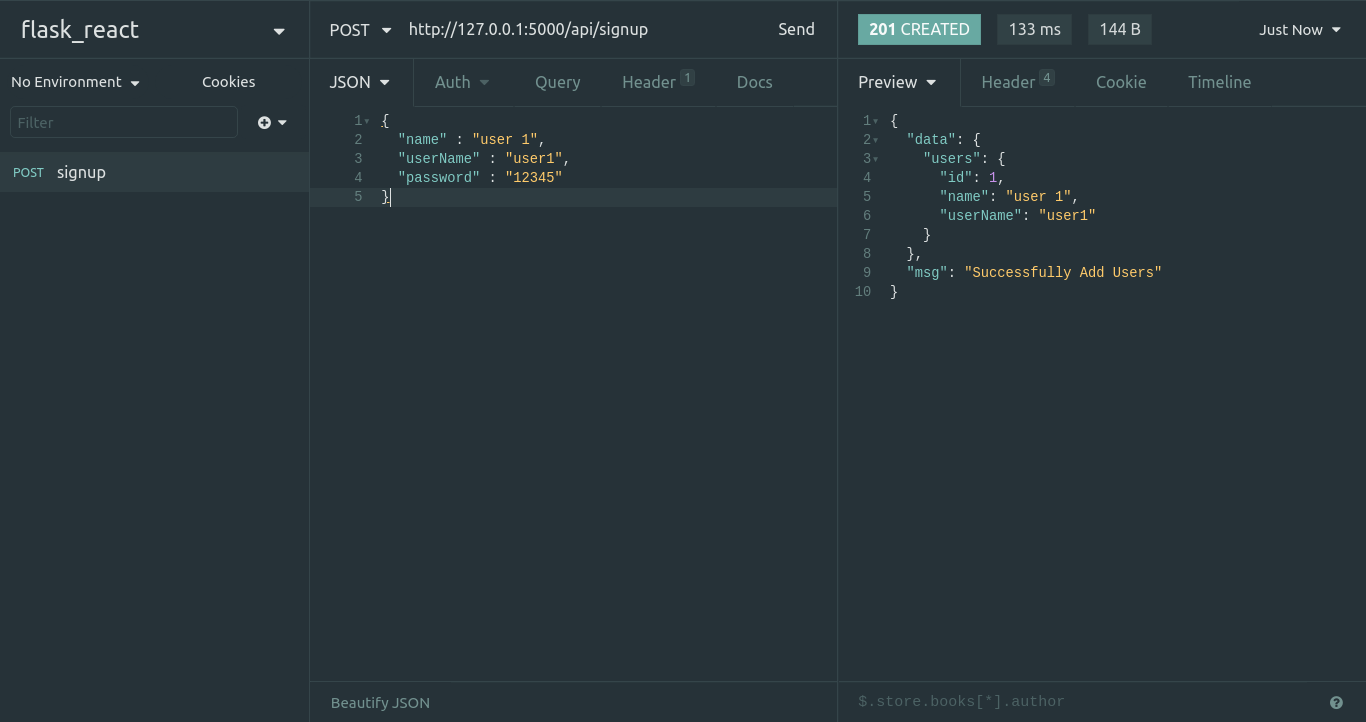 flask_react
No Environment
Cookies
Filter
POST signup
POST http://127.0.0.1:5000/api/signup Send
JSON Auth Query Header 1 Docs
1 {
2 "name" : "user 1",
3 "userName" : "user1",
4 "password" : "12345"
5 }
Beautify JSON
201 CREATED 133 ms 144 B Just Now
Preview Header 4 Cookie Timeline
1 {
2 "data": {
3 "users": {
4 "id": 1,
5 "name": "user 1",
6 "userName": "user1"
7 }
8 },
9 "msg": "Successfully Add Users"
10 }
$.store.books[*].author